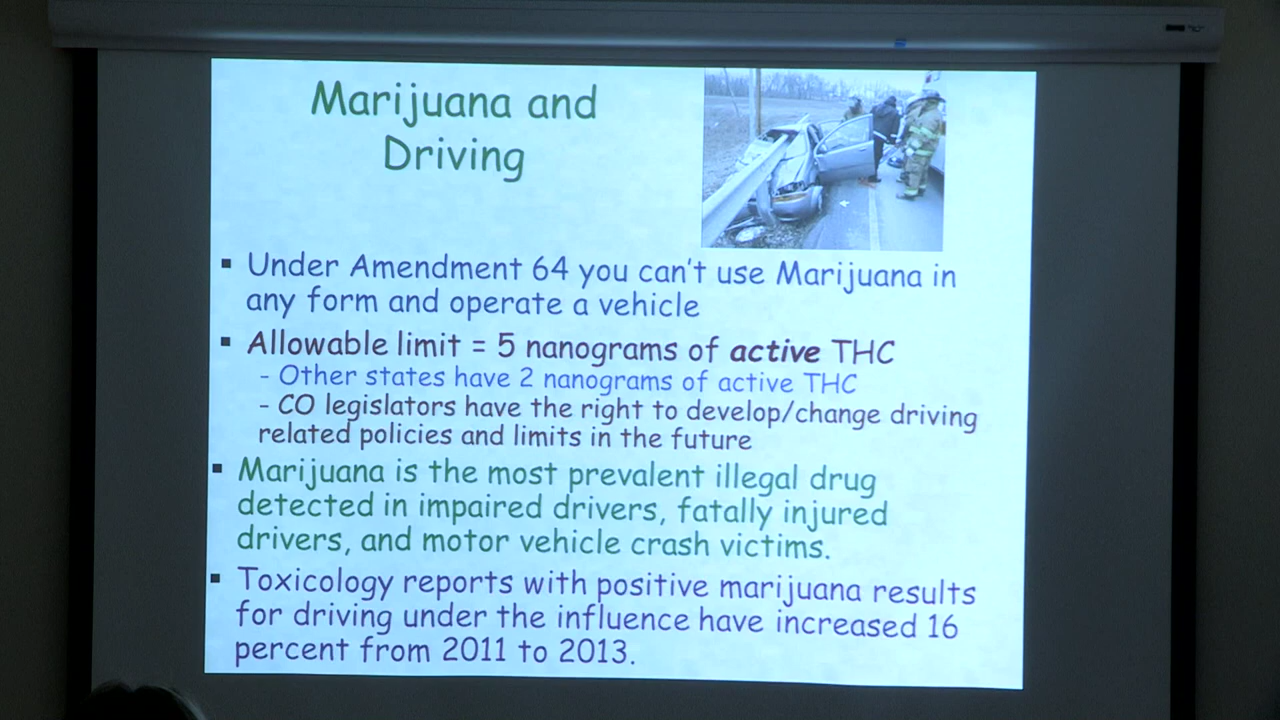 Marijuana and
Driving
▪ Under Amendment 64 you can't use Marijuana in
any form and operate a vehicle
▪ Allowable limit = 5 nanograms of active THC
- Other states have 2 nanograms of active THC
- CO legislators have the right to develop/change driving
related policies and limits in the future
▪ Marijuana is the most prevalent illegal drug
detected in impaired drivers, fatally injured
drivers, and motor vehicle crash victims.
▪ Toxicology reports with positive marijuana results
for driving under the influence have increased 16
percent from 2011 to 2013.